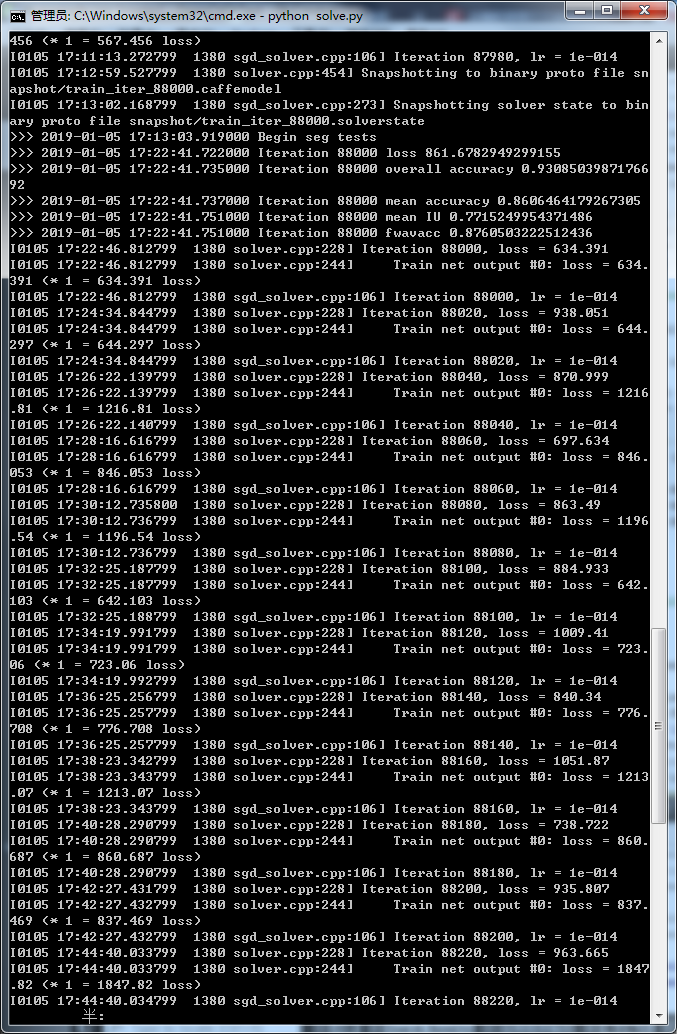 管理员: C:\Windows\system32\cmd.exe - python  solve.py
456 (* 1 = 567.456 loss)
I0105 17:11:13.272799  1380 sgd_solver.cpp:106] Iteration 87980, lr = 1e-014
I0105 17:12:59.527799  1380 solver.cpp:454] Snapshotting to binary proto file sn
apshot/train_iter_88000.caffemodel
I0105 17:13:02.168799  1380 sgd_solver.cpp:273] Snapshotting solver state to bin
ary proto file snapshot/train_iter_88000.solverstate
>>> 2019-01-05 17:13:03.919000 Begin seg tests
>>> 2019-01-05 17:22:41.722000 Iteration 88000 loss 861.6782949299155
>>> 2019-01-05 17:22:41.735000 Iteration 88000 overall accuracy 0.93085039871766
92
>>> 2019-01-05 17:22:41.737000 Iteration 88000 mean accuracy 0.8606464179267305
>>> 2019-01-05 17:22:41.751000 Iteration 88000 mean IU 0.7715249954371486
>>> 2019-01-05 17:22:41.751000 Iteration 88000 fwavacc 0.8760503222512436
I0105 17:22:46.812799  1380 solver.cpp:228] Iteration 88000, loss = 634.391
I0105 17:22:46.812799  1380 solver.cpp:244]     Train net output #0: loss = 634.
391 (* 1 = 634.391 loss)
I0105 17:22:46.812799  1380 sgd_solver.cpp:106] Iteration 88000, lr = 1e-014
I0105 17:24:34.844799  1380 solver.cpp:228] Iteration 88020, loss = 938.051
I0105 17:24:34.844799  1380 solver.cpp:244]     Train net output #0: loss = 644.
297 (* 1 = 644.297 loss)
I0105 17:24:34.844799  1380 sgd_solver.cpp:106] Iteration 88020, lr = 1e-014
I0105 17:26:22.139799  1380 solver.cpp:228] Iteration 88040, loss = 870.999
I0105 17:26:22.139799  1380 solver.cpp:244]     Train net output #0: loss = 1216
.81 (* 1 = 1216.81 loss)
I0105 17:26:22.140799  1380 sgd_solver.cpp:106] Iteration 88040, lr = 1e-014
I0105 17:28:16.616799  1380 solver.cpp:228] Iteration 88060, loss = 697.634
I0105 17:28:16.616799  1380 solver.cpp:244]     Train net output #0: loss = 846.
053 (* 1 = 846.053 loss)
I0105 17:28:16.616799  1380 sgd_solver.cpp:106] Iteration 88060, lr = 1e-014
I0105 17:30:12.735800  1380 solver.cpp:228] Iteration 88080, loss = 863.49
I0105 17:30:12.736799  1380 solver.cpp:244]     Train net output #0: loss = 1196
.54 (* 1 = 1196.54 loss)
I0105 17:30:12.736799  1380 sgd_solver.cpp:106] Iteration 88080, lr = 1e-014
I0105 17:32:25.187799  1380 solver.cpp:228] Iteration 88100, loss = 884.933
I0105 17:32:25.187799  1380 solver.cpp:244]     Train net output #0: loss = 642.
103 (* 1 = 642.103 loss)
I0105 17:32:25.188799  1380 sgd_solver.cpp:106] Iteration 88100, lr = 1e-014
I0105 17:34:19.991799  1380 solver.cpp:228] Iteration 88120, loss = 1009.41
I0105 17:34:19.991799  1380 solver.cpp:244]     Train net output #0: loss = 723.
06 (* 1 = 723.06 loss)
I0105 17:34:19.992799  1380 sgd_solver.cpp:106] Iteration 88120, lr = 1e-014
I0105 17:36:25.256799  1380 solver.cpp:228] Iteration 88140, loss = 840.34
I0105 17:36:25.257799  1380 solver.cpp:244]     Train net output #0: loss = 776.
708 (* 1 = 776.708 loss)
I0105 17:36:25.257799  1380 sgd_solver.cpp:106] Iteration 88140, lr = 1e-014
I0105 17:38:23.342799  1380 solver.cpp:228] Iteration 88160, loss = 1051.87
I0105 17:38:23.343799  1380 solver.cpp:244]     Train net output #0: loss = 1213
.07 (* 1 = 1213.07 loss)
I0105 17:38:23.343799  1380 sgd_solver.cpp:106] Iteration 88160, lr = 1e-014
I0105 17:40:28.290799  1380 solver.cpp:228] Iteration 88180, loss = 738.722
I0105 17:40:28.290799  1380 solver.cpp:244]     Train net output #0: loss = 860.
687 (* 1 = 860.687 loss)
I0105 17:40:28.290799  1380 sgd_solver.cpp:106] Iteration 88180, lr = 1e-014
I0105 17:42:27.431799  1380 solver.cpp:228] Iteration 88200, loss = 935.807
I0105 17:42:27.432799  1380 solver.cpp:244]     Train net output #0: loss = 837.
469 (* 1 = 837.469 loss)
I0105 17:42:27.432799  1380 sgd_solver.cpp:106] Iteration 88200, lr = 1e-014
I0105 17:44:40.033799  1380 solver.cpp:228] Iteration 88220, loss = 963.665
I0105 17:44:40.033799  1380 solver.cpp:244]     Train net output #0: loss = 1847
.82 (* 1 = 1847.82 loss)
I0105 17:44:40.034799  1380 sgd_solver.cpp:106] Iteration 88220, lr = 1e-014
半: